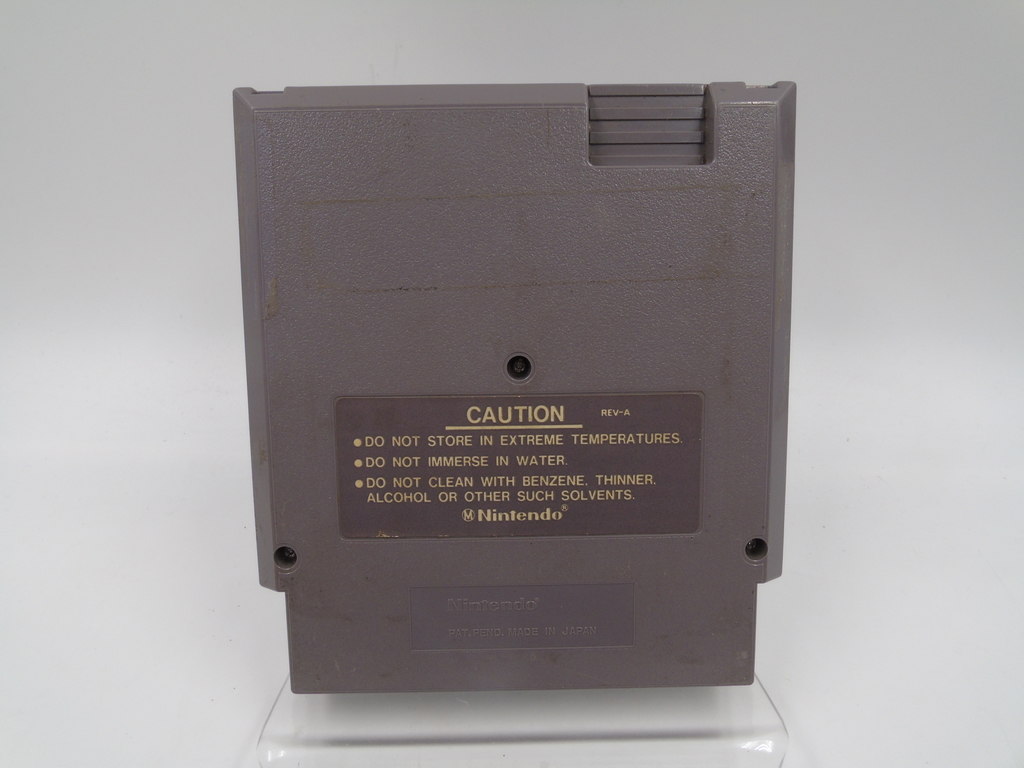 CAUTION REV-A
● DO NOT STORE IN EXTREME TEMPERATURES.
● DO NOT IMMERSE IN WATER.
● DO NOT CLEAN WITH BENZENE, THINNER,
ALCOHOL OR OTHER SUCH SOLVENTS.
Ⓜ Nintendo®
Nintendo®
PAT. PEND. MADE IN JAPAN